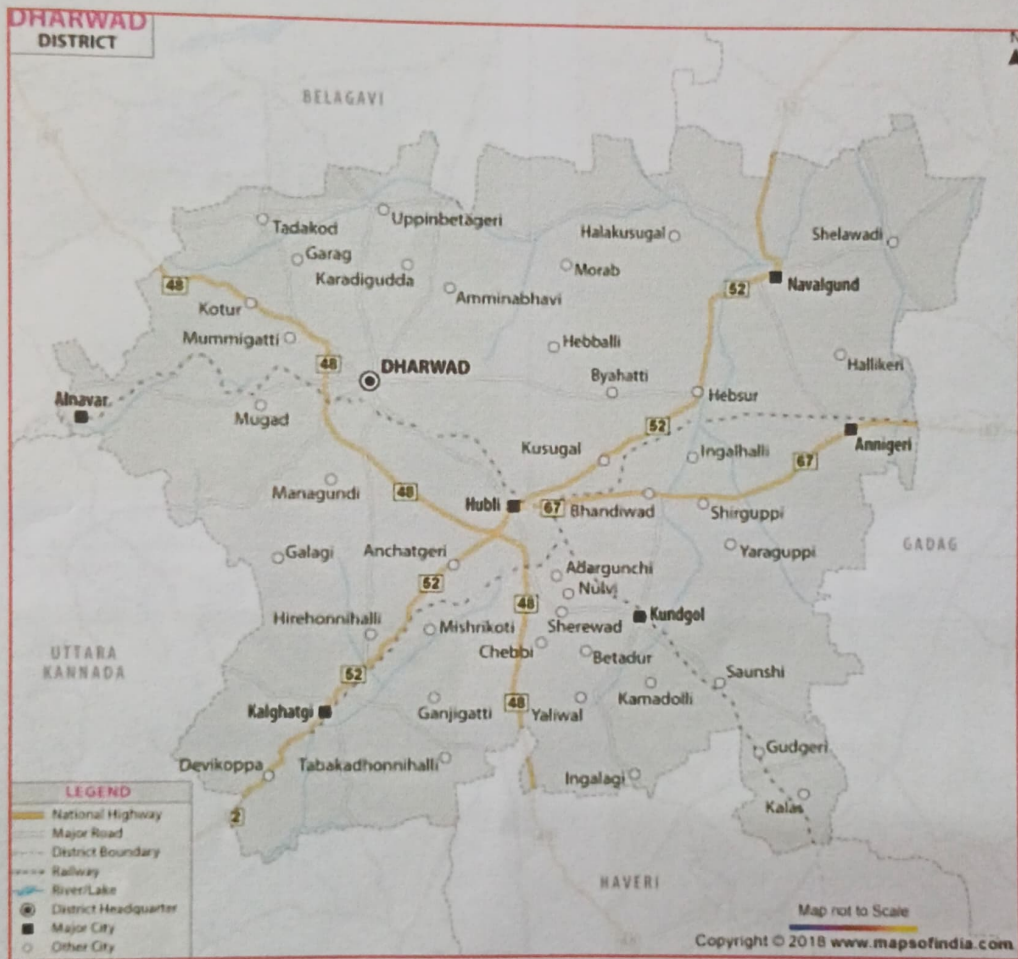 DHARWAD
DISTRICT
N
BELAGAVI
Tadakod
Uppinbetageri
Halakusugal
Shelawadi
Garag
Karadigudda
Morab
Navalgund
48
Kotur
Amminabhavi
52
Mummigatti
Hebballi
48
DHARWAD
Byahatti
Hallikeri
Alnavar
Mugad
Hebsur
52
Annigeri
Kusugal
Ingalhalli
67
Managundi
48
Hubli
67
Bhandiwad
Shirguppi
Galagi
Anchatgeri
Yaraguppi
GADAG
52
Adargunchi
Nulvi
48
Kundgol
Hirehonnihalli
Mishrikoti
Sherewad
UTTARA
KANNADA
Chebbi
Betadur
52
Saunshi
Kamadolli
Kalghatgi
Ganjigatti
48
Yaliwal
Devikoppa
Tabakadhonnihalli
Gudgeri
Ingalagi
Kalas
2
LEGEND
National Highway
Major Road
District Boundary
Railway
River/Lake
District Headquarter
Major City
Other City
HAVERI
Map not to Scale
Copyright © 2018 www.mapsofindia.com